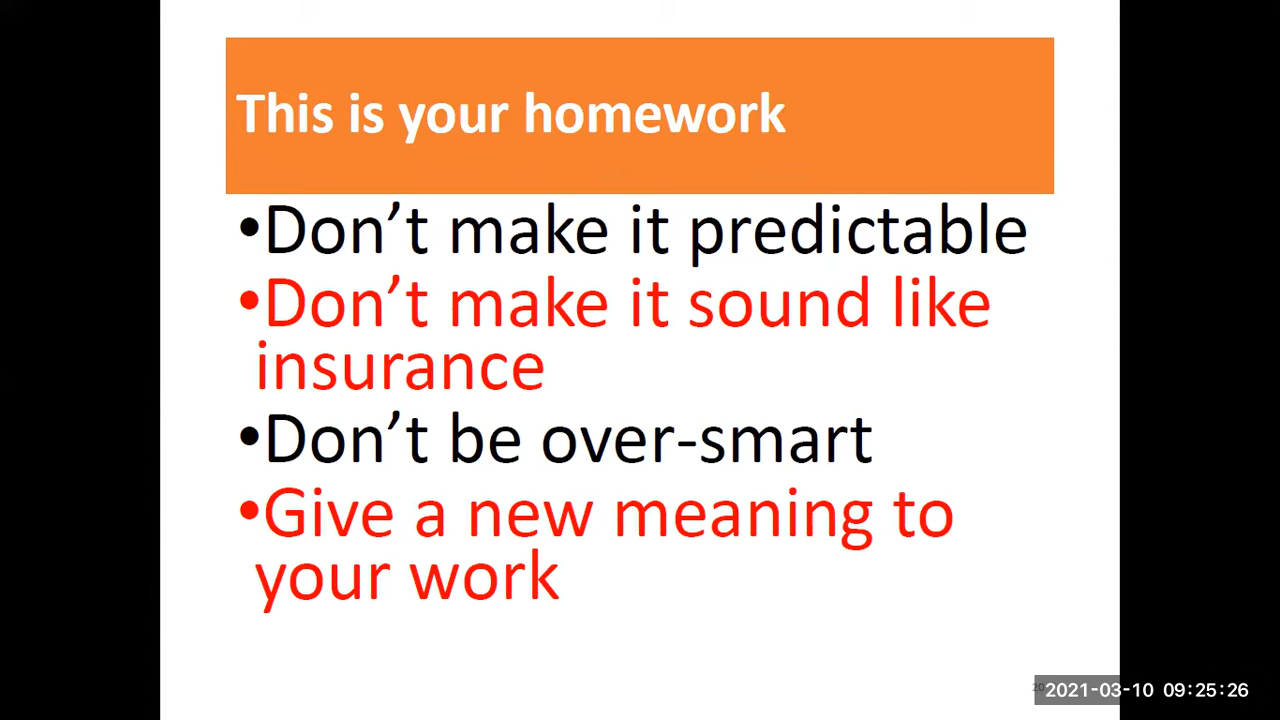 This is your homework
•Don’t make it predictable
•Don’t make it sound like
insurance
•Don’t be over-smart
•Give a new meaning to
your work
2021-03-10 09:25:26